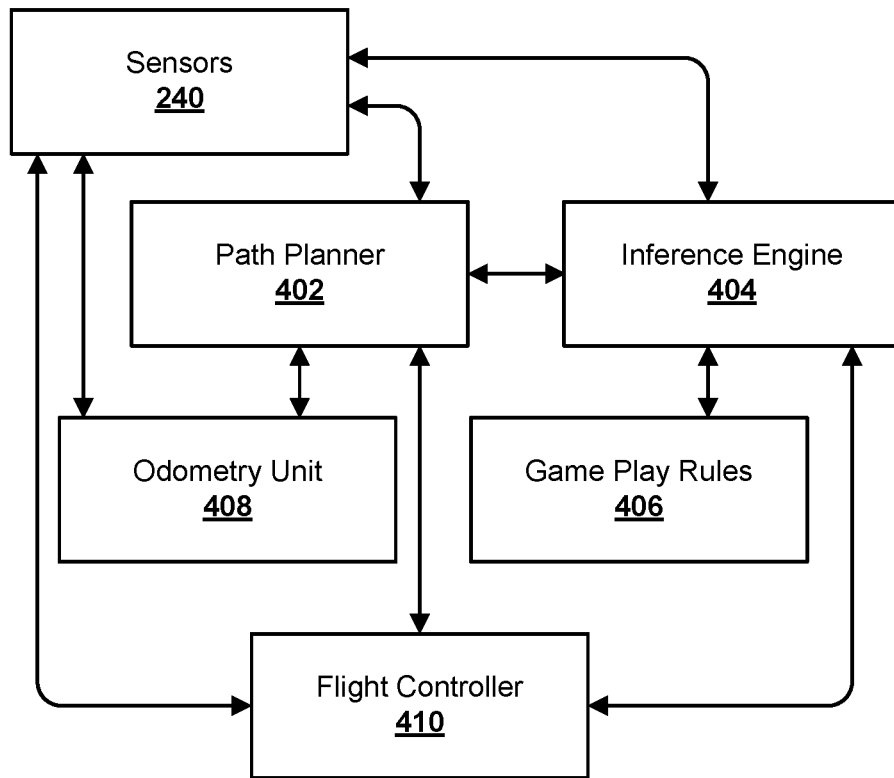 Sensors
240
Path Planner
402
Inference Engine
404
Odometry Unit
408
Game Play Rules
406
Flight Controller
410